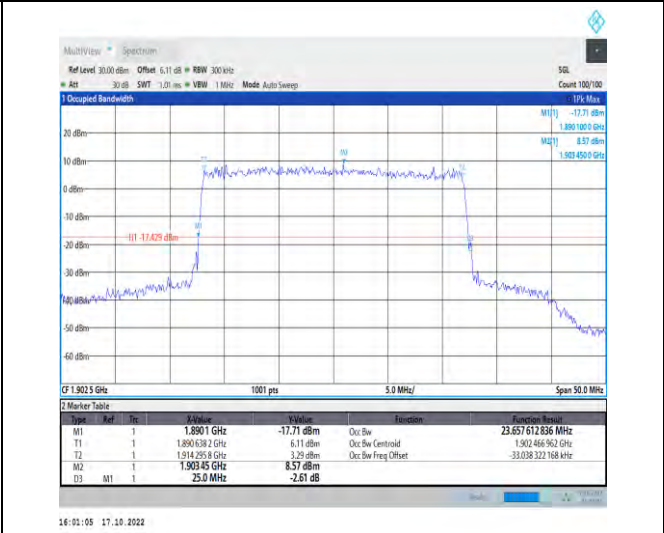 MultiView Spectrum
Ref Level 30.00 dBm Offset 6.11 dB RBW 300 kHz SGL
Att 30 dB SWT 1.01 ms VBW 1 MHz Mode Auto Sweep Count 100/100
1 Occupied Bandwidth 1Pk Max
M1[1] -17.71 dBm
1.890 100 0 GHz
M2[1] 8.57 dBm
1.903 450 0 GHz
20 dBm
10 dBm
0 dBm
-10 dBm
M1
H1 -17.429 dBm
-20 dBm
-30 dBm
-40 dBm
-50 dBm
-60 dBm
CF 1.902 5 GHz 1001 pts 5.0 MHz/ Span 50.0 MHz
2 Marker Table
Type Ref Trc X-Value Y-Value Function Function Result
M1 1 1.8901 GHz -17.71 dBm Occ Bw 23.657 612 836 MHz
T1 1 1.890 638 2 GHz 6.11 dBm Occ Bw Centroid 1.902 466 962 GHz
T2 1 1.914 295 8 GHz 3.29 dBm Occ Bw Freq Offset -33.038 322 168 kHz
M2 1 1.903 45 GHz 8.57 dBm
D3 M1 1 25.0 MHz -2.61 dB
16:01:05 17.10.2022